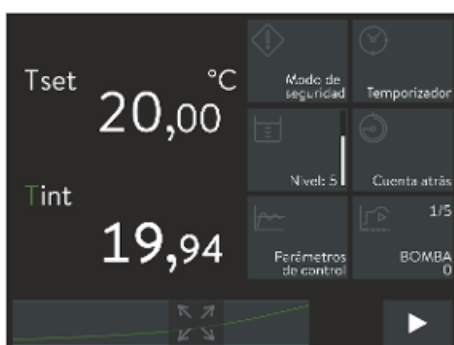 Tset
°C
20,00
Tint
19,94
Modo de
seguridad
Temporizador
Nivel: 5
Cuenta atrás
Parámetros
de control
1/5
BOMBA
0